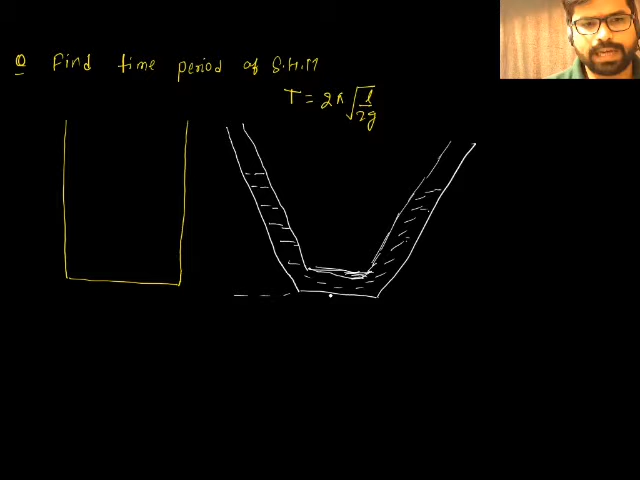 Q Find time period of S.H.M
T = 2π √(l/2g)